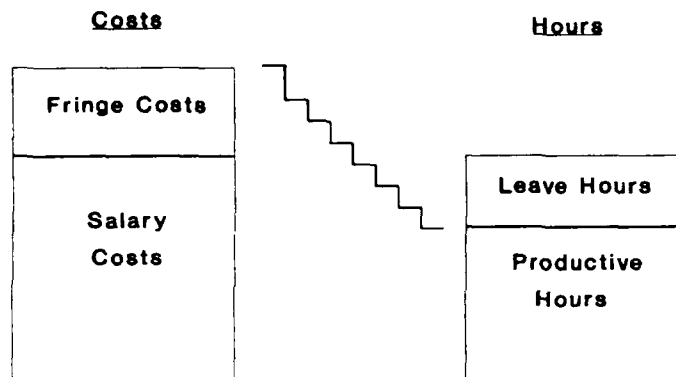 Costs
Hours
Fringe Costs
Salary
Costs
Leave Hours
Productive
Hours